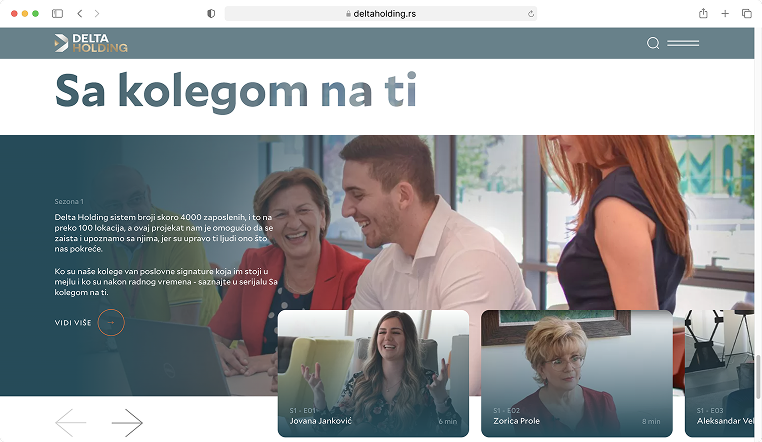 deltaholding.rs
DELTA
HOLDING
Sa kolegom na ti
Sezona 1
Delta Holding sistem broji skoro 4000 zaposlenih, i to na
preko 100 lokacija, a ovaj projekat nam je omogućio da se
zaista i upoznamo sa njima, jer su upravo ti ljudi ono što
nas pokreće.
Ko su naše kolege van poslovne signature koja im stoji u
mejlu i ko su nakon radnog vremena - saznajte u serijalu Sa
kolegom na ti.
VIDI VIŠE
S1 - E01
Jovana Janković
6 min
S1 - E02
Zorica Prole
8 min
S1 - E03
Aleksandar Vel